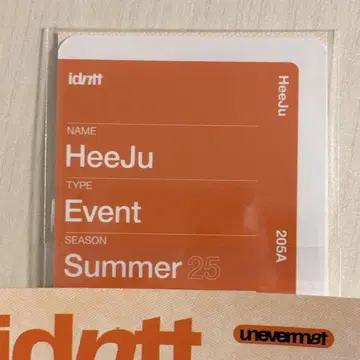 idntt
HeeJu
NAME
HeeJu
TYPE
Event
SEASON
Summer 25
205A
idntt
unevermet